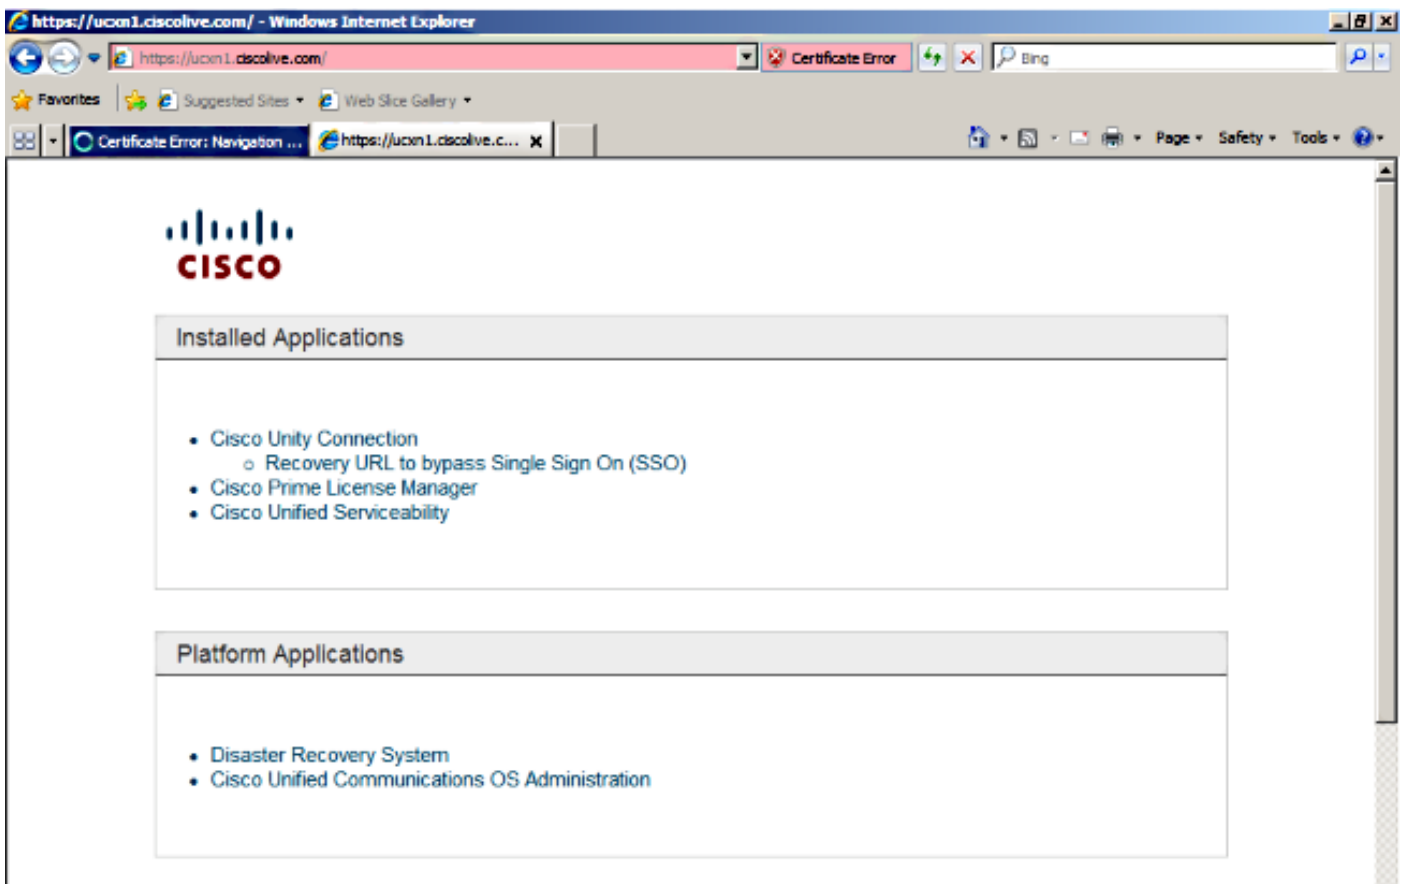 https://ucxn1.ciscolive.com/ - Windows Internet Explorer
https://ucxn1.ciscolive.com/ Certificate Error Bing
Favorites Suggested Sites Web Slice Gallery
Certificate Error: Navigation ... https://ucxn1.ciscolive.c... x Page Safety Tools
CISCO
Installed Applications
Cisco Unity Connection
Recovery URL to bypass Single Sign On (SSO)
Cisco Prime License Manager
Cisco Unified Serviceability
Platform Applications
Disaster Recovery System
Cisco Unified Communications OS Administration